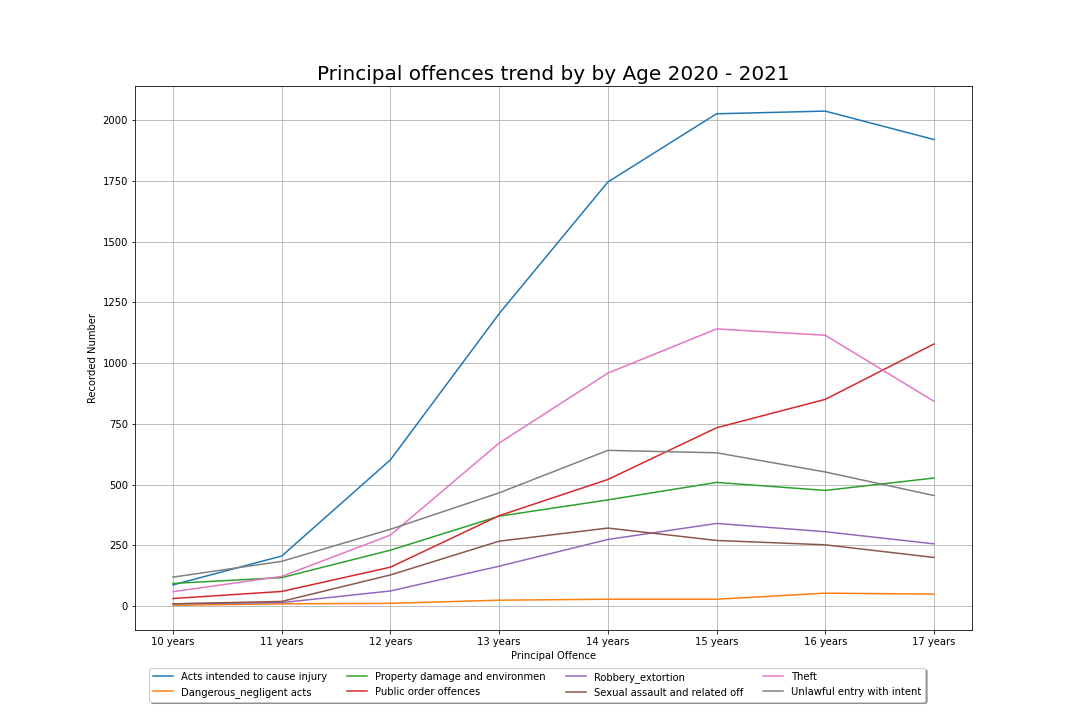 Principal offences trend by by Age 2020 - 2021
2000
1750
1500
1250
1000
750
500
250
0
Recorded Number
10 years 11 years 12 years 13 years 14 years 15 years 16 years 17 years
Principal Offence
Acts intended to cause injury Property damage and environmen Robbery_extortion Theft
Dangerous_negligent acts Public order offences Sexual assault and related off Unlawful entry with intent